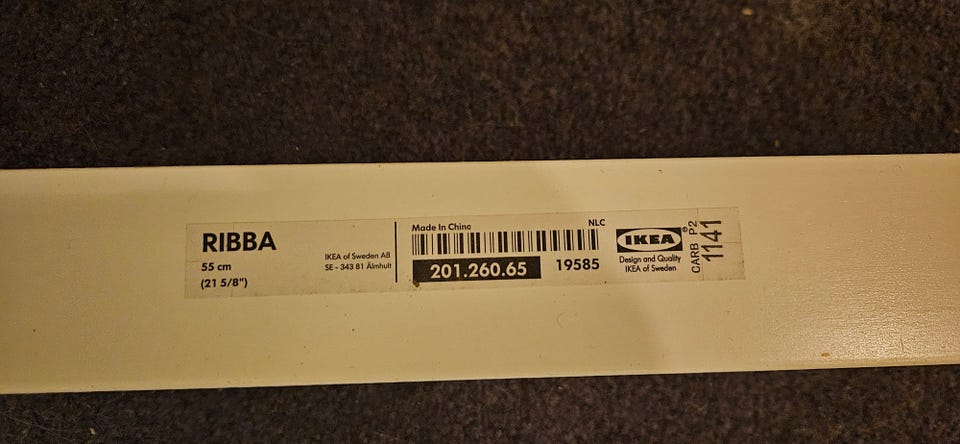 RIBBA
55 cm
(21 5/8")
IKEA of Sweden AB
SE - 343 81 Älmhult
Made In China
NLC
201.260.65
19585
IKEA®
Design and Quality
IKEA of Sweden
CARB P2
1141